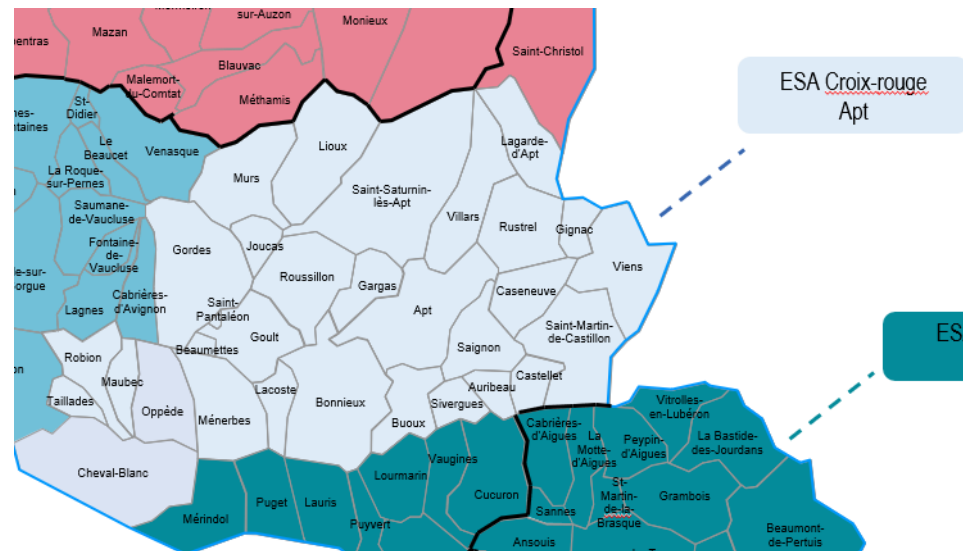 sur-Auzon
Monieux
Mazan
Saint-Christol
Blauvac
Malemort-
du-Comtat
Méthamis
ESA Croix-rouge
Apt
St-
Didier
Le
Beaucet
Venasque
Lioux
Lagarde-
d'Apt
La Roque-
sur-Pernes
Murs
Saint-Saturnin-
lès-Apt
Saumane-
de-Vaucluse
Villars
Rustrel
Gignac
Fontaine-
de-
Vaucluse
Gordes
Joucas
Viens
Roussillon
Gargas
Caseneuve
Cabrières-
d'Avignon
Lagnes
Saint-
Pantaléon
Apt
Goult
Saint-Martin-
de-Castillon
ES
Beaumettes
Saignon
Robion
Maubec
Castellet
Auribeau
Lacoste
Taillades
Oppède
Bonnieux
Sivergues
Ménerbes
Buoux
Vitrolles-
en-Lubéron
Cabrières-
d'Aigues
La
Motte-
d'Aigues
Peypin-
d'Aigues
La Bastide-
des-Jourdans
Cheval-Blanc
Vaugines
Lourmarin
St-
Martin-
de-la-
Brasque
Grambois
Cucuron
Puget
Lauris
Sannes
Mérindol
Puyvert
Ansouis
Beaumont-
de-Pertuis